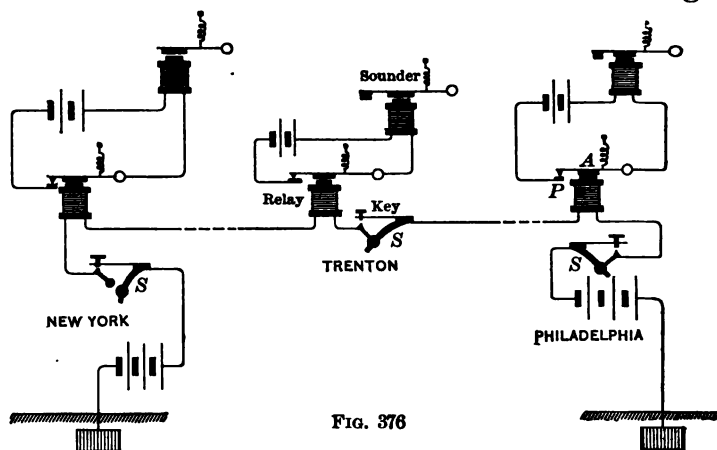 Sounder
A
P
Relay
Key
S
TRENTON
S
S
NEW YORK
PHILADELPHIA
FIG. 376